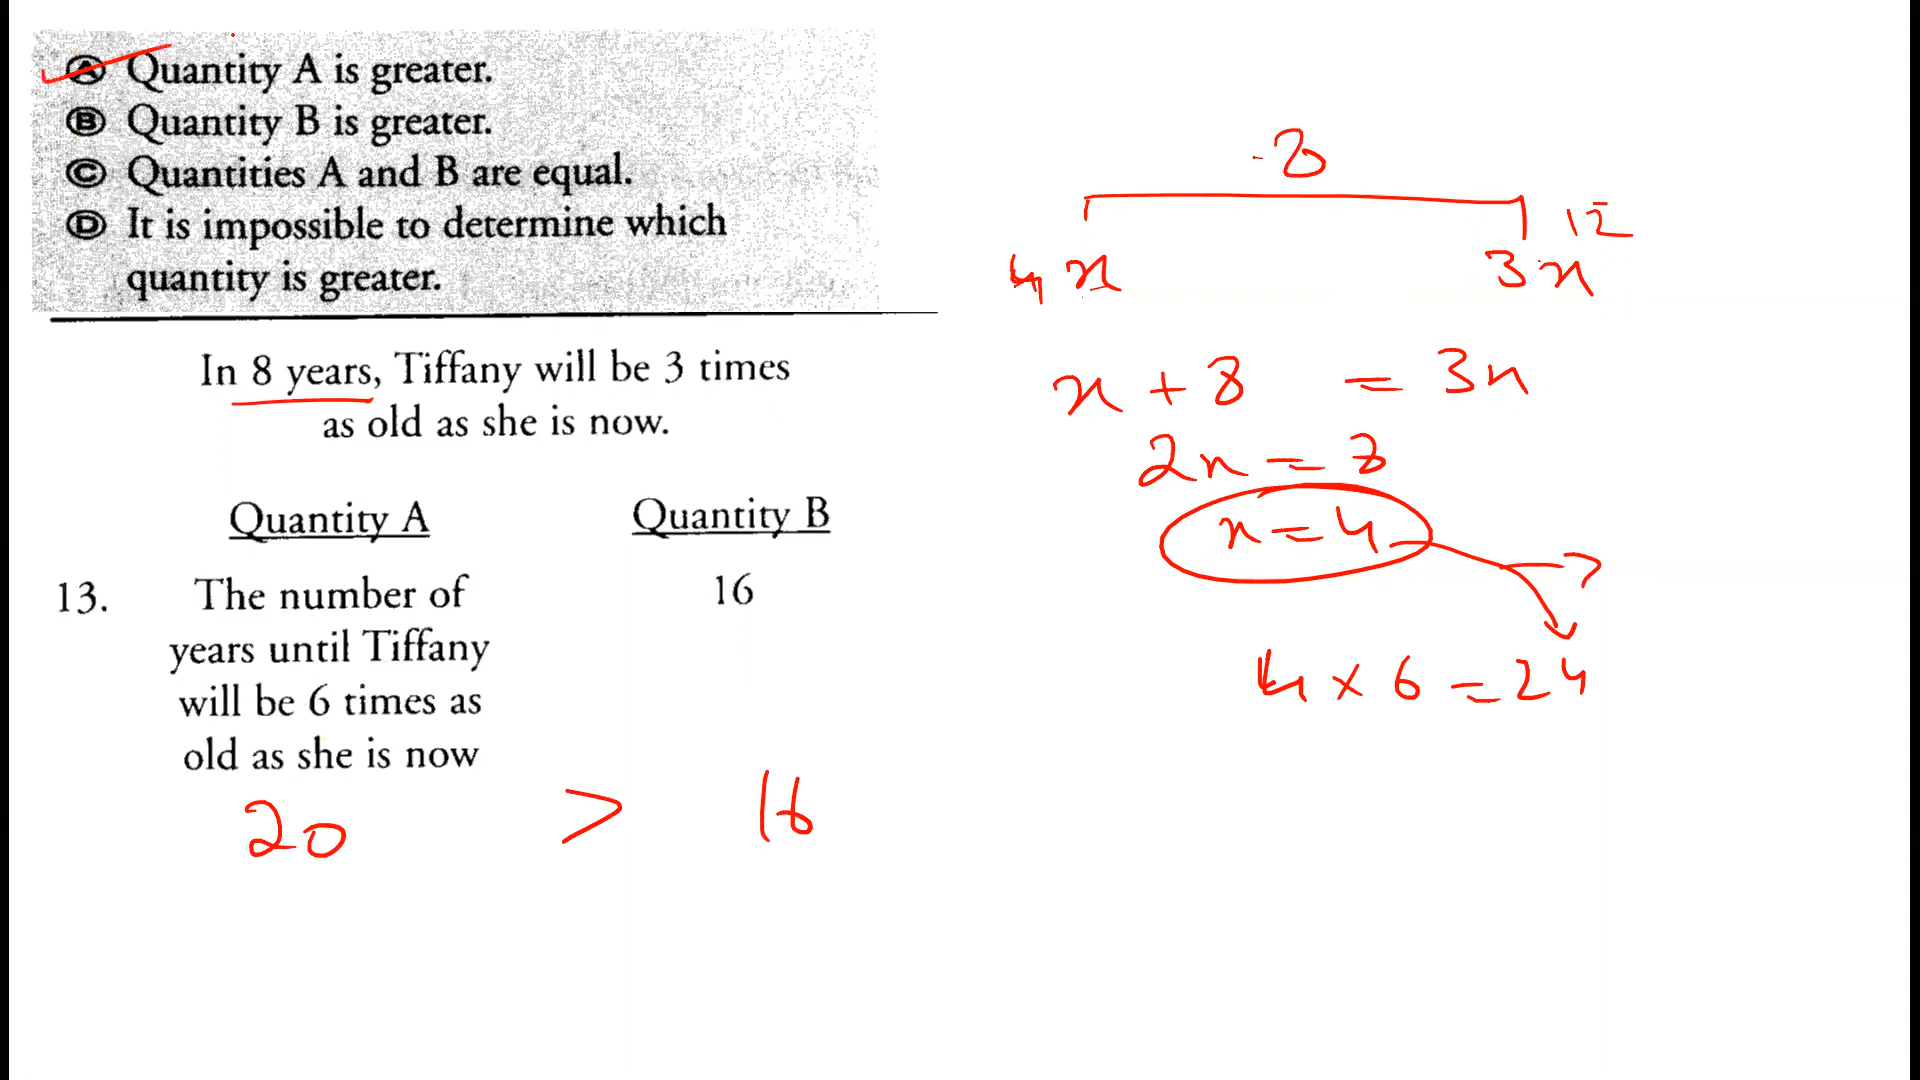 Ⓐ Quantity A is greater.
Ⓑ Quantity B is greater.
Ⓒ Quantities A and B are equal.
Ⓓ It is impossible to determine which
quantity is greater.
In 8 years, Tiffany will be 3 times
as old as she is now.
Quantity A Quantity B
13. The number of 16
years until Tiffany
will be 6 times as
old as she is now
20 > 16
8
12
4 x 3x
x + 8 = 3x
2x = 8
x = 4
4 × 6 = 24